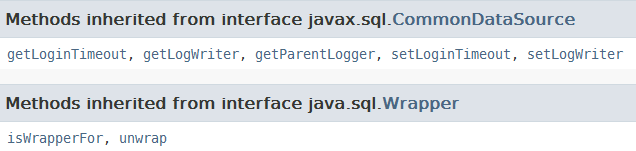 Methods inherited from interface javax.sql.CommonDataSource
getLoginTimeout, getLogWriter, getParentLogger, setLoginTimeout, setLogWriter
Methods inherited from interface java.sql.Wrapper
isWrapperFor, unwrap